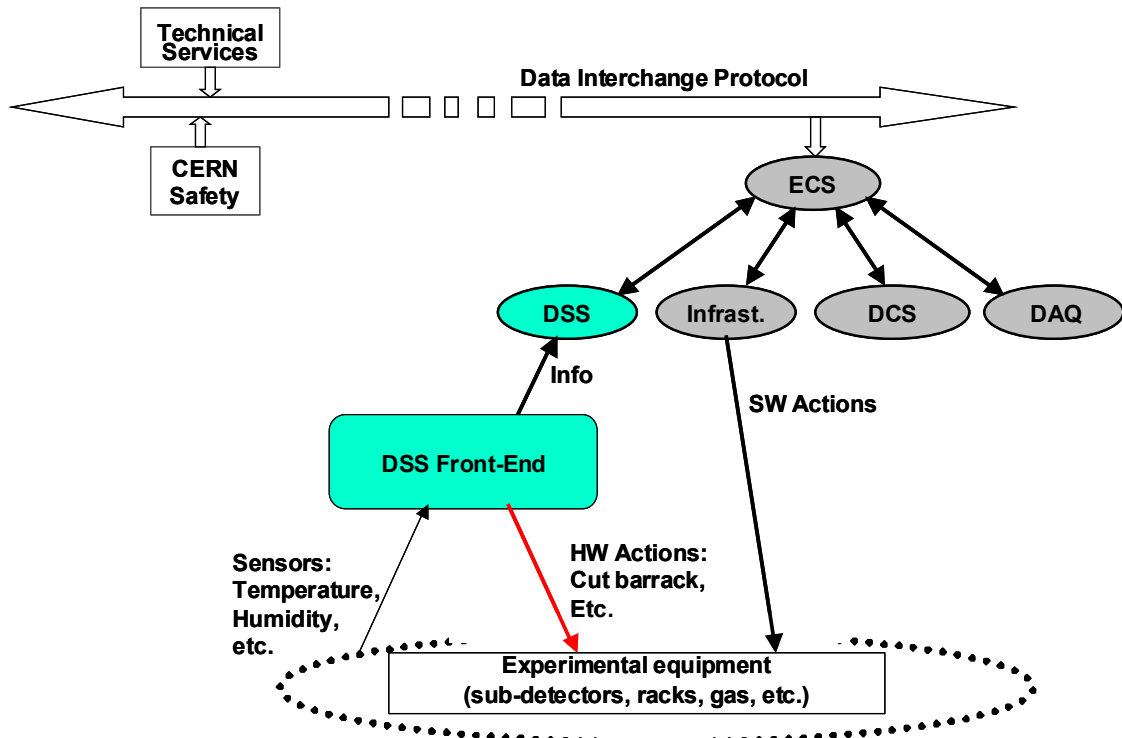 Technical
Services
Data Interchange Protocol
CERN
Safety
ECS
DSS
Infrast.
DCS
DAQ
Info
SW Actions
DSS Front-End
Sensors:
Temperature,
Humidity,
etc.
HW Actions:
Cut barrack,
Etc.
Experimental equipment
(sub-detectors, racks, gas, etc.)